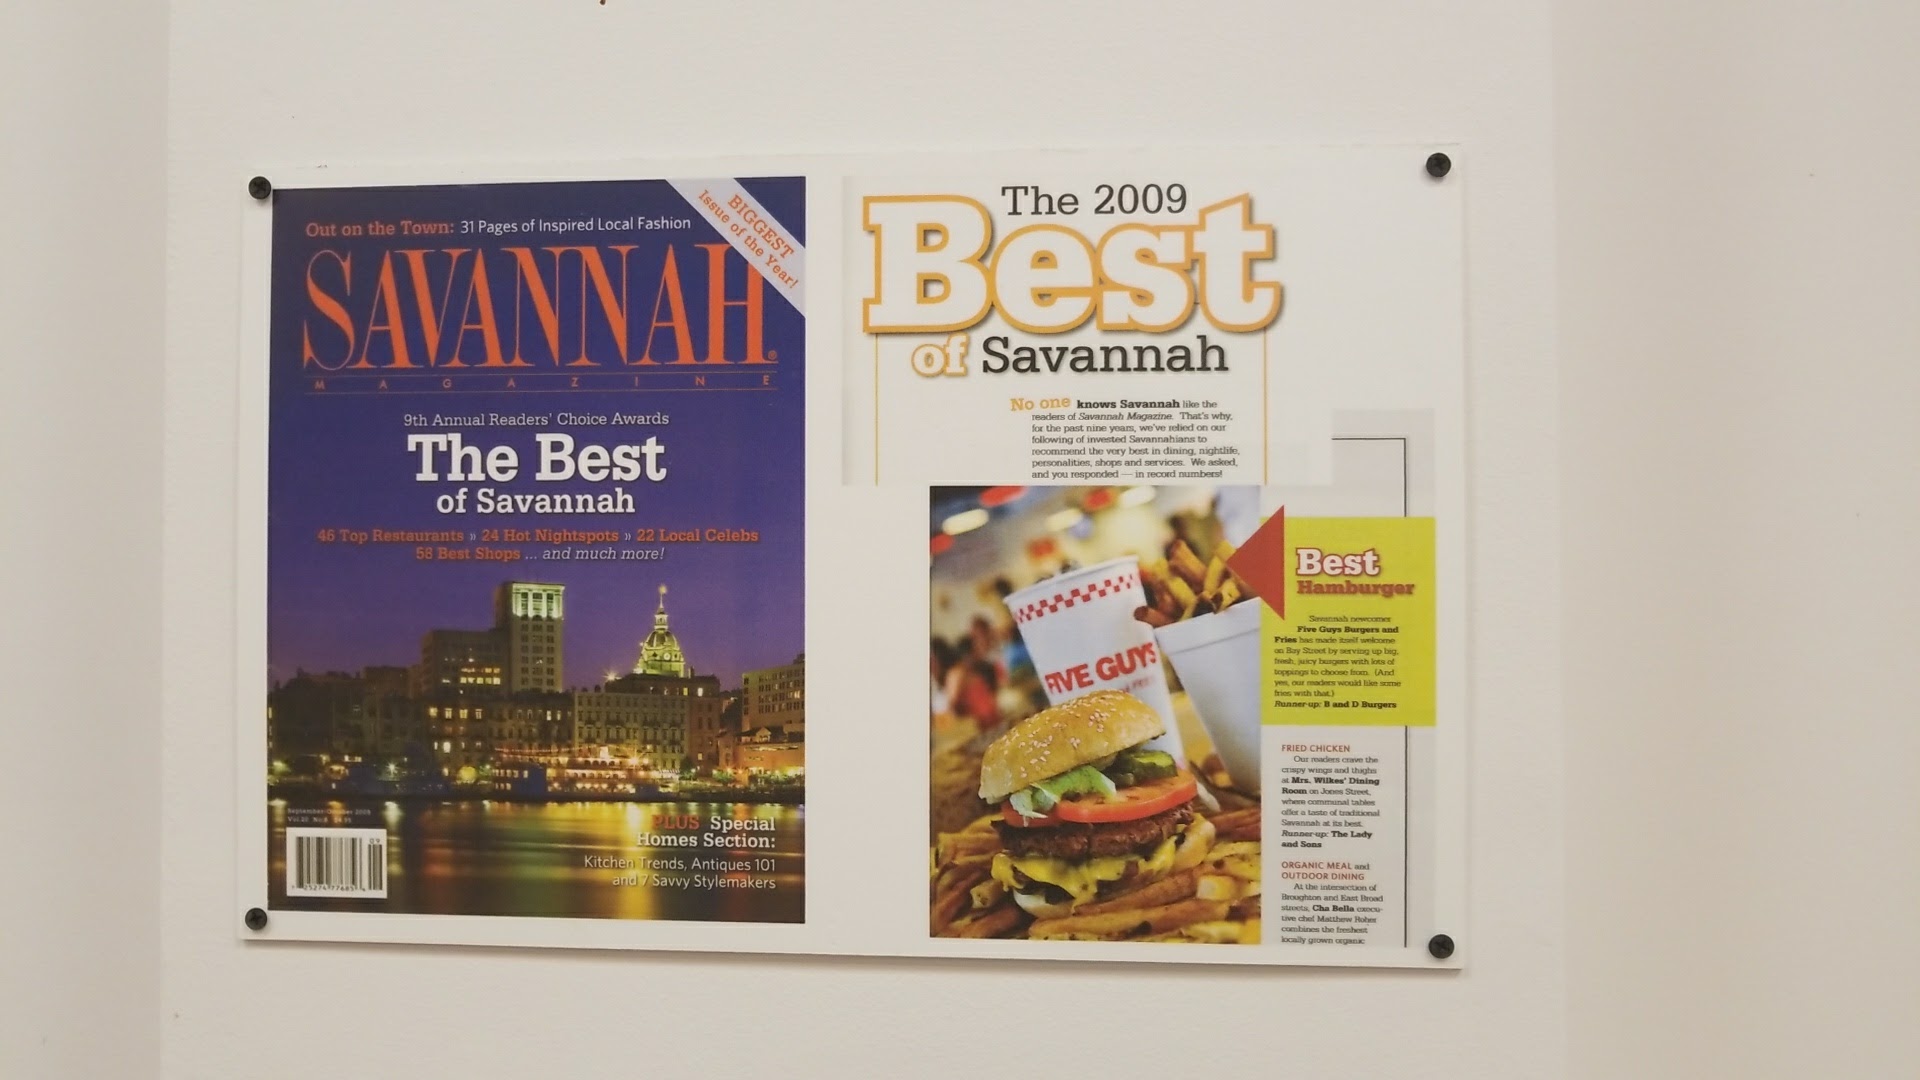 Out on the Town: 31 Pages of Inspired Local Fashion
BIGGEST
Issue of the Year!
SAVANNAH®
MAGAZINE
9th Annual Readers' Choice Awards
The Best
of Savannah
46 Top Restaurants » 24 Hot Nightspots » 22 Local Celebs
58 Best Shops ... and much more!
September/October 2009
PLUS Special
Homes Section:
Kitchen Trends, Antiques 101
and 7 Savvy Stylemakers
09
The 2009
Best
of Savannah
No one knows Savannah like the
readers of Savannah Magazine. That's why,
for the past nine years, we've relied on our
following of invested Savannahians to
recommend the very best in dining, nightlife,
personalities, shops and services. We asked,
and you responded — in record numbers!
FIVE GUYS
Best
Hamburger
Savannah newcomer
Five Guys Burgers and
Fries has made itself welcome
on Bay Street by serving up big,
fresh, juicy burgers with lots of
toppings to choose from. (And
yes, our readers would like some
fries with that.)
Runner-up: B and D Burgers
FRIED CHICKEN
Our readers crave the
crispy wings and thighs
at Mrs. Wilkes' Dining
Room on Jones Street,
where communal tables
offer a taste of traditional
Savannah at its best.
Runner-up: The Lady
and Sons
ORGANIC MEAL and
OUTDOOR DINING
At the intersection of
Broughton and East Broad
streets, Cha Bella execu-
tive chef Matthew Roher
combines the freshest
locally grown organic